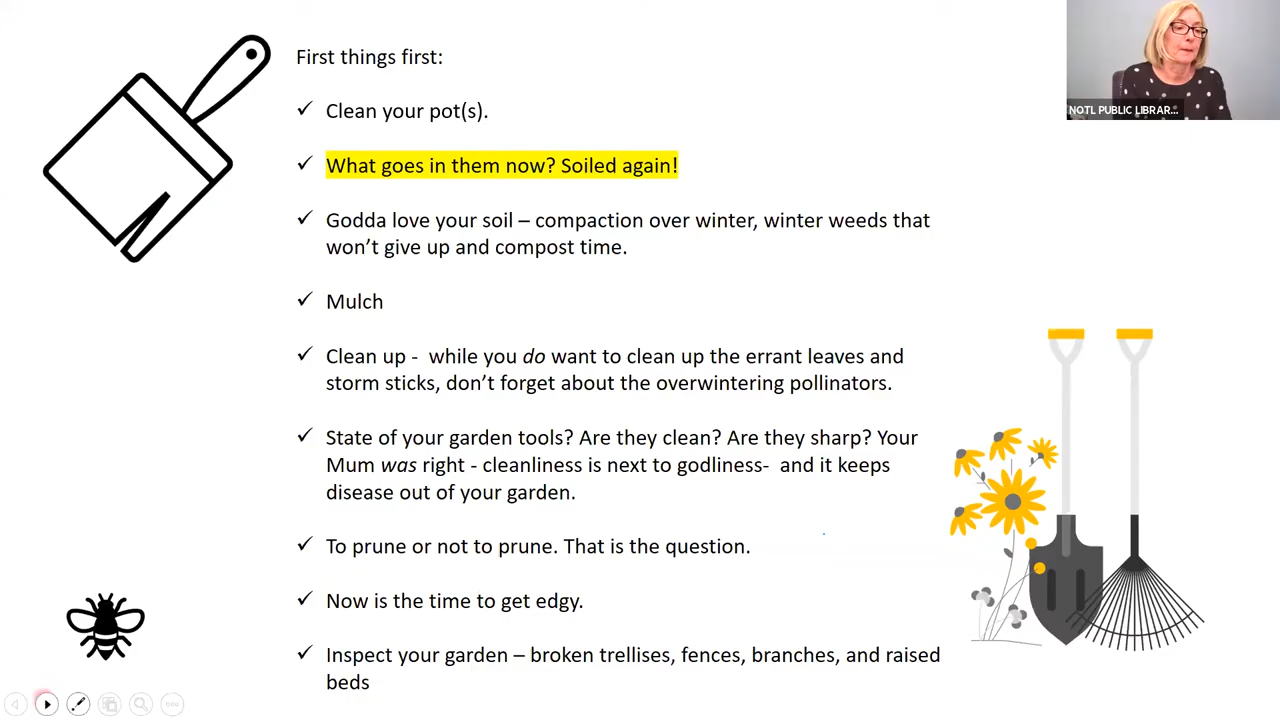 First things first:
✓ Clean your pot(s).
✓ What goes in them now? Soiled again!
✓ Godda love your soil – compaction over winter, winter weeds that
won’t give up and compost time.
✓ Mulch
✓ Clean up - while you do want to clean up the errant leaves and
storm sticks, don’t forget about the overwintering pollinators.
✓ State of your garden tools? Are they clean? Are they sharp? Your
Mum was right - cleanliness is next to godliness- and it keeps
disease out of your garden.
✓ To prune or not to prune. That is the question.
✓ Now is the time to get edgy.
✓ Inspect your garden – broken trellises, fences, branches, and raised
beds
NOTL PUBLIC LIBRAR...